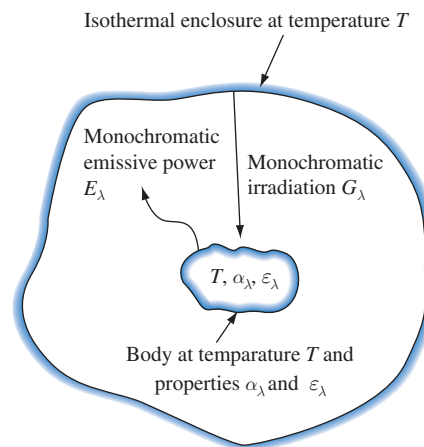 Isothermal enclosure at temperature T
Monochromatic
emissive power
E_λ
Monochromatic
irradiation G_λ
T, α_λ, ε_λ
Body at temparature T and
properties α_λ and ε_λ